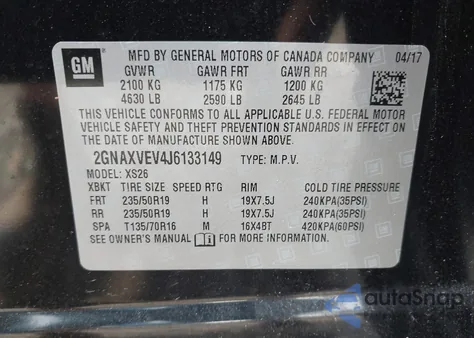 GM
MFD BY GENERAL MOTORS OF CANADA COMPANY 04/17
GVWR GAWR FRT GAWR RR
2100 KG 1175 KG 1200 KG
4630 LB 2590 LB 2645 LB
THIS VEHICLE CONFORMS TO ALL APPLICABLE U.S. FEDERAL MOTOR
VEHICLE SAFETY AND THEFT PREVENTION STANDARDS IN EFFECT ON
THE DATE OF MANUFACTURE SHOWN ABOVE.
2GNAXVEV4J6133149 TYPE: M.P.V.
MODEL: XS26
XBKT TIRE SIZE SPEED RTG RIM COLD TIRE PRESSURE
FRT 235/50R19 H 19X7.5J 240KPA(35PSI)
RR 235/50R19 H 19X7.5J 240KPA(35PSI)
SPA T135/70R16 M 16X4BT 420KPA(60PSI)
SEE OWNER'S MANUAL FOR MORE INFORMATION.
autoSnap